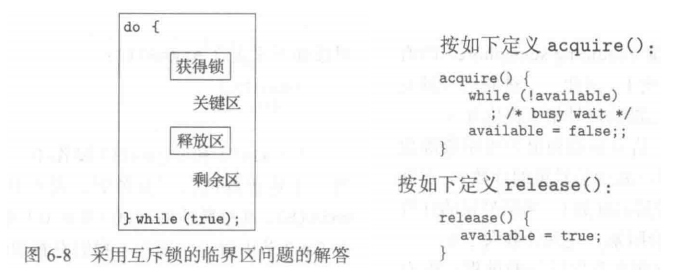 do {
获得锁
关键区
释放区
剩余区
} while (true);
图 6-8 采用互斥锁的临界区问题的解答
按如下定义 acquire():
acquire() {
while (!available)
; /* busy wait */
available = false;;
}
按如下定义 release():
release() {
available = true;
}